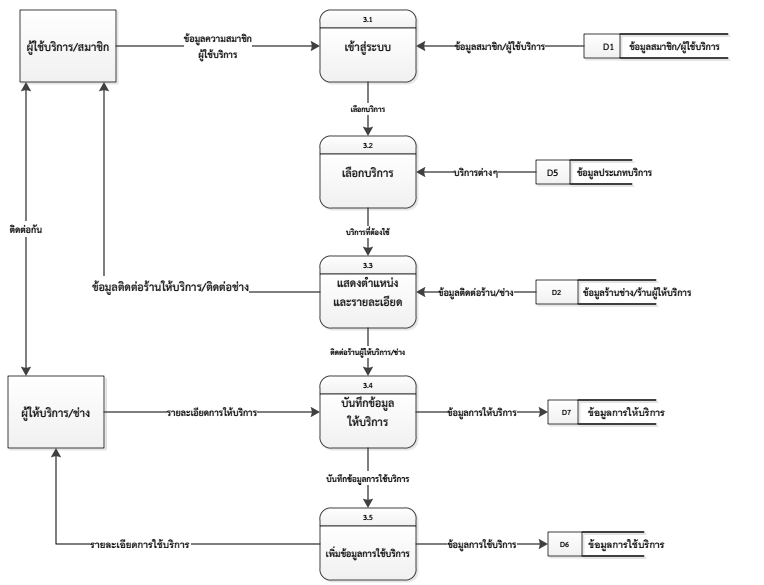 3.1
ผู้ใช้บริการ/สมาชิก
ข้อมูลความสมาชิก
ผู้ใช้บริการ
เข้าสู่ระบบ
ข้อมูลสมาชิก/ผู้ใช้บริการ
D1
ข้อมูลสมาชิก/ผู้ใช้บริการ
เลือกบริการ
3.2
เลือกบริการ
บริการต่างๆ
D5
ข้อมูลประเภทบริการ
ติดต่อกัน
บริการที่ต้องใช้
3.3
แสดงตำแหน่ง
และรายละเอียด
ข้อมูลติดต่อร้านให้บริการ/ติดต่อช่าง
ข้อมูลติดต่อร้าน/ช่าง
D2
ข้อมูลร้านช่าง/ร้านผู้ให้บริการ
ติดต่อร้านผู้ให้บริการ/ช่าง
3.4
ผู้ให้บริการ/ช่าง
รายละเอียดการให้บริการ
บันทึกข้อมูล
ให้บริการ
ข้อมูลการให้บริการ
D7
ข้อมูลการให้บริการ
บันทึกข้อมูลการใช้บริการ
3.5
รายละเอียดการใช้บริการ
เพิ่มข้อมูลการใช้บริการ
ข้อมูลการใช้บริการ
D6
ข้อมูลการใช้บริการ